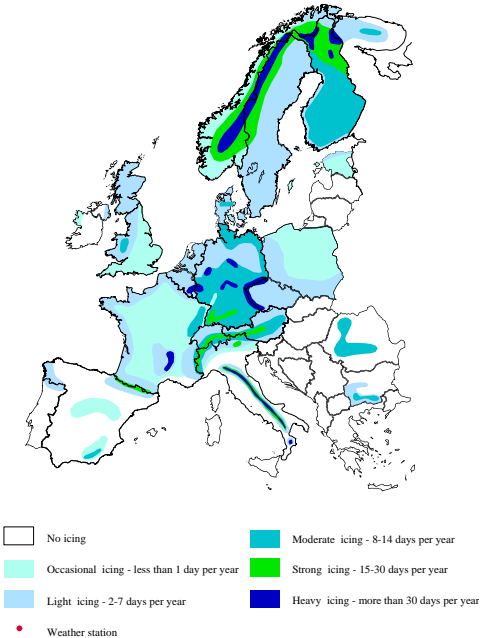 No icing
Occasional icing - less than 1 day per year
Light icing - 2-7 days per year
Weather station
Moderate icing - 8-14 days per year
Strong icing - 15-30 days per year
Heavy icing - more than 30 days per year